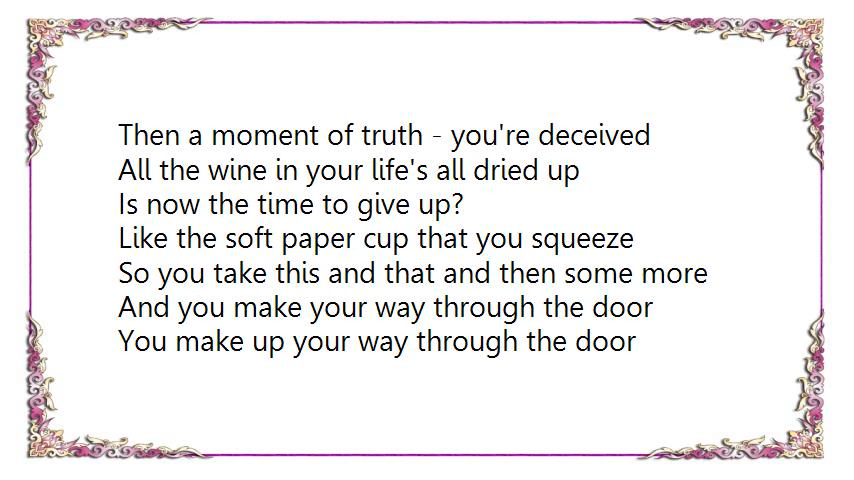 Then a moment of truth - you're deceived
All the wine in your life's all dried up
Is now the time to give up?
Like the soft paper cup that you squeeze
So you take this and that and then some more
And you make your way through the door
You make up your way through the door